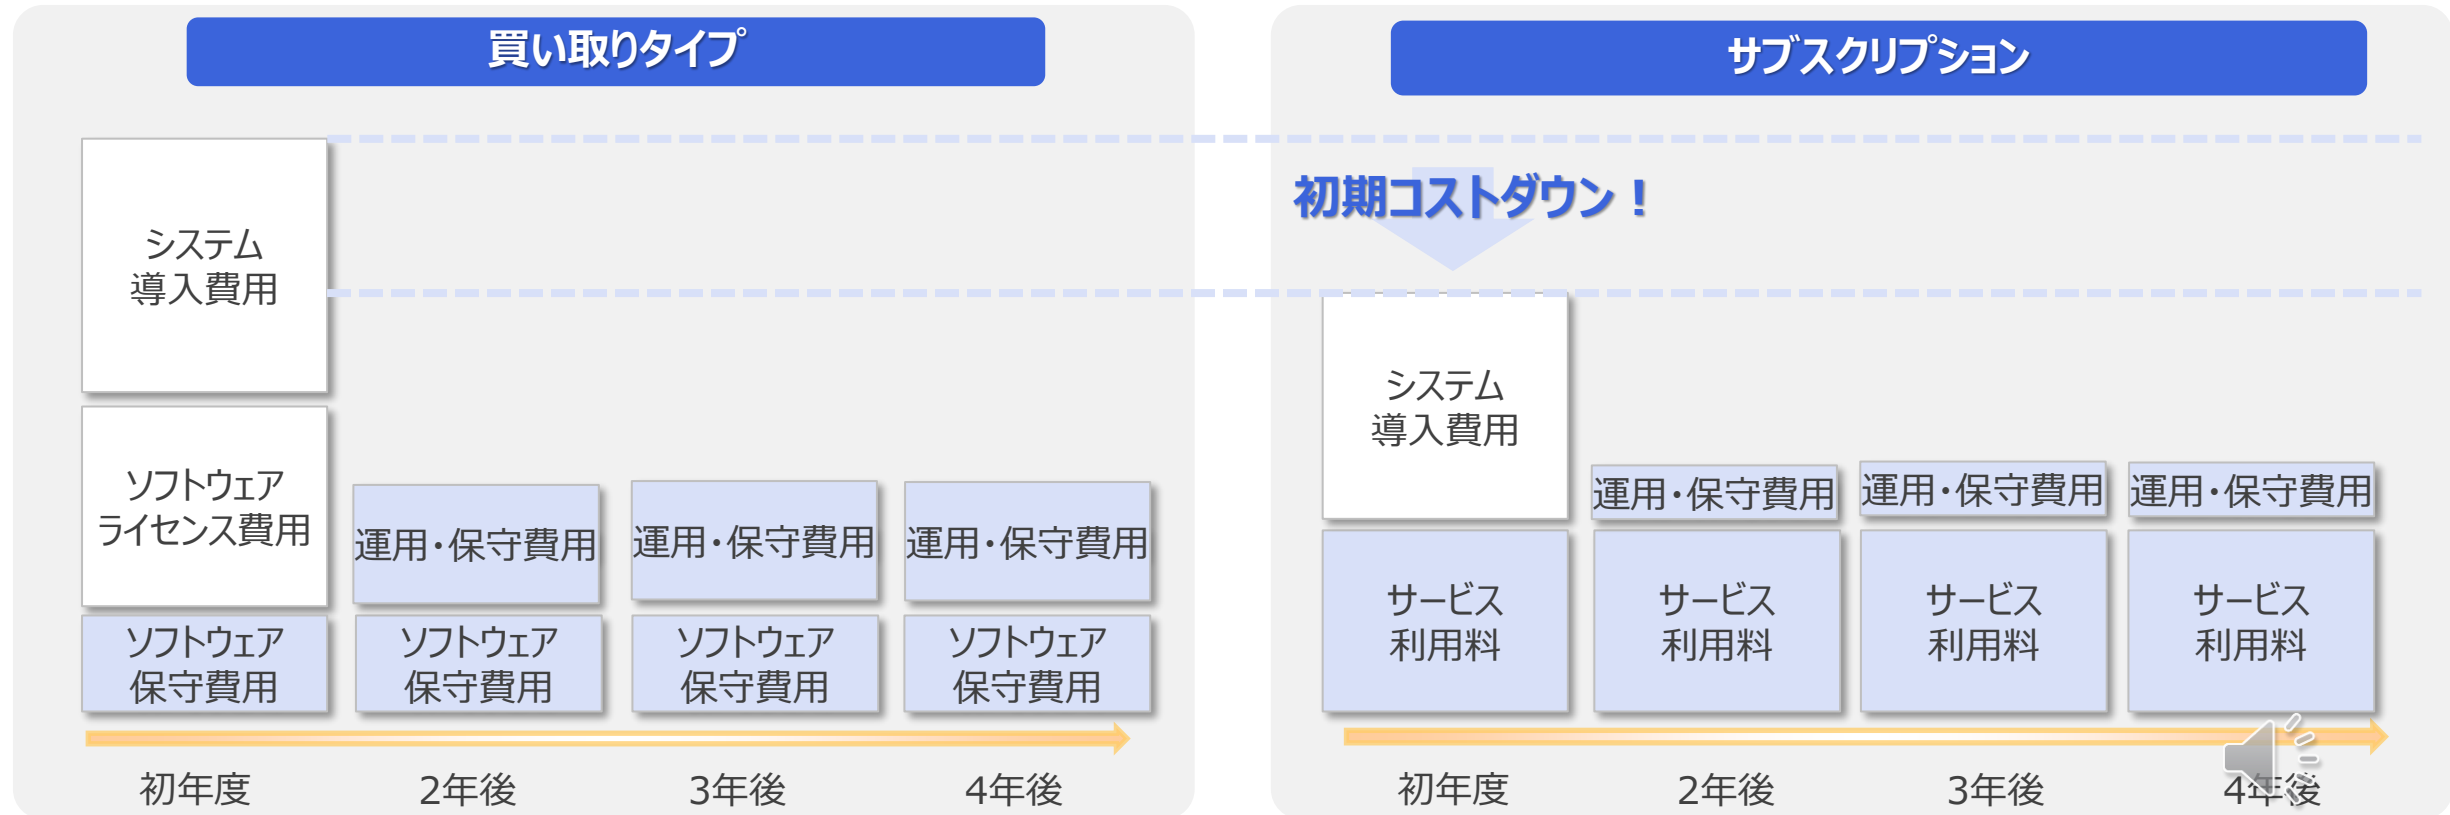 買い取りタイプ
システム
導入費用
ソフトウェア
ライセンス費用
ソフトウェア
保守費用
運用・保守費用
ソフトウェア
保守費用
運用・保守費用
ソフトウェア
保守費用
運用・保守費用
ソフトウェア
保守費用
初年度
2年後
3年後
4年後
サブスクリプション
初期コストダウン！
システム
導入費用
サービス
利用料
運用・保守費用
サービス
利用料
運用・保守費用
サービス
利用料
運用・保守費用
サービス
利用料
初年度
2年後
3年後
4年後